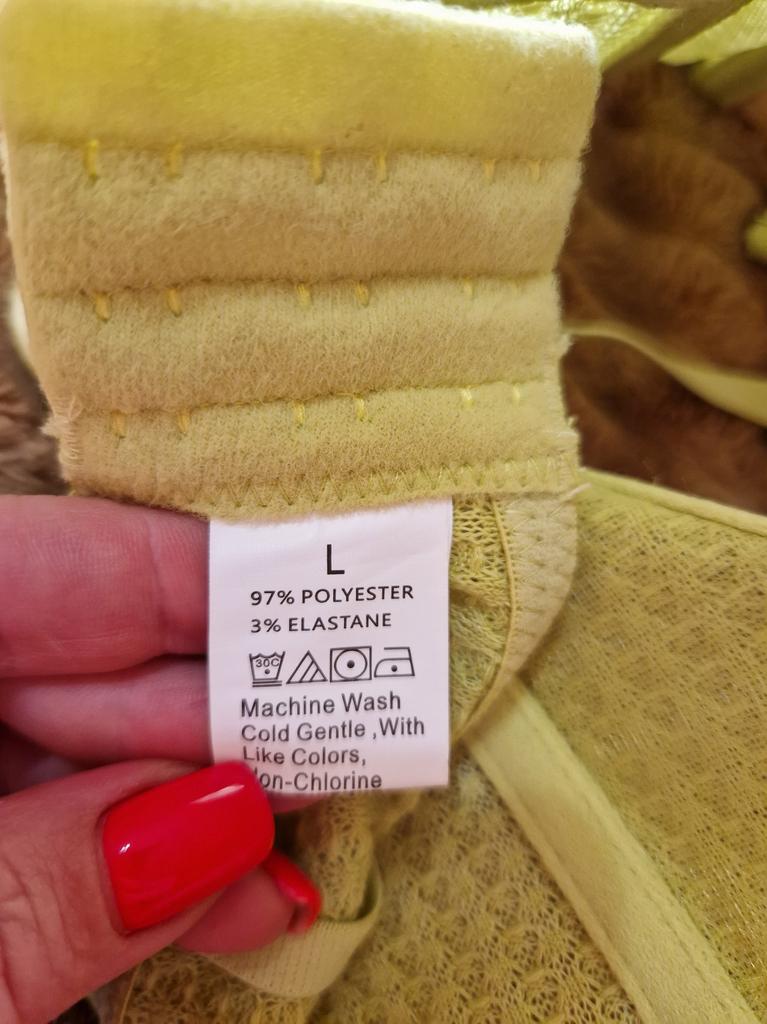 L
97% POLYESTER
3% ELASTANE
30C
Machine Wash
Cold Gentle ,With
Like Colors,